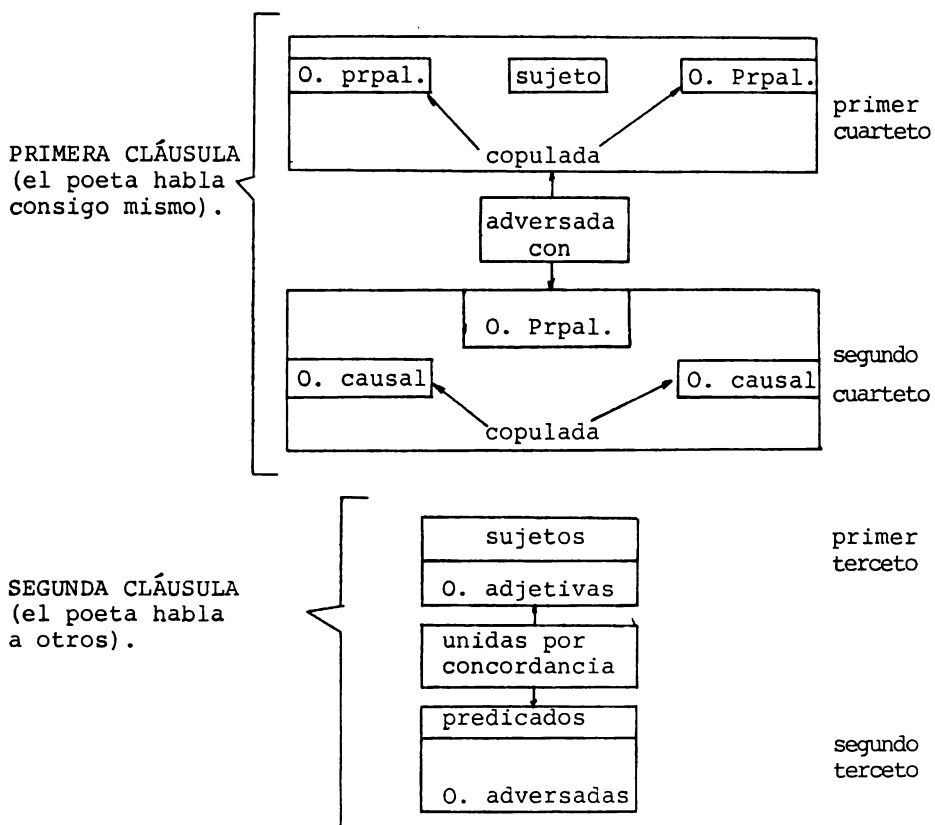 O. prpal. sujeto O. Prpal.
primer
cuarteto
copulada
PRIMERA CLÁUSULA
(el poeta habla
consigo mismo).
adversada
con
O. Prpal.
segundo
O. causal O. causal
cuarteto
copulada
sujetos
primer
terceto
O. adjetivas
SEGUNDA CLÁUSULA
(el poeta habla
a otros).
unidas por
concordancia
predicados
segundo
terceto
O. adversadas